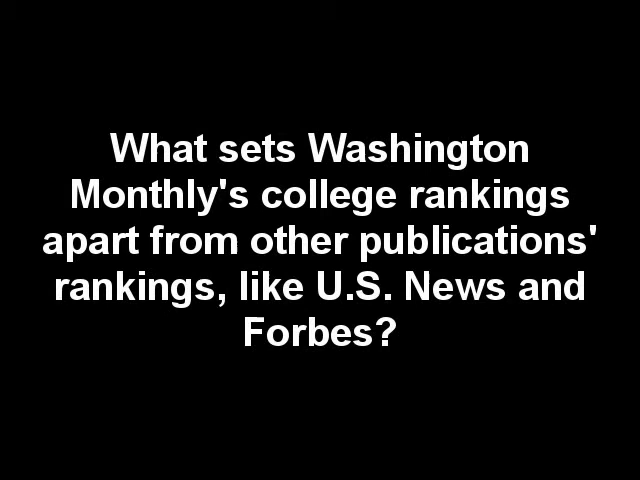 What sets Washington
Monthly's college rankings
apart from other publications'
rankings, like U.S. News and
Forbes?